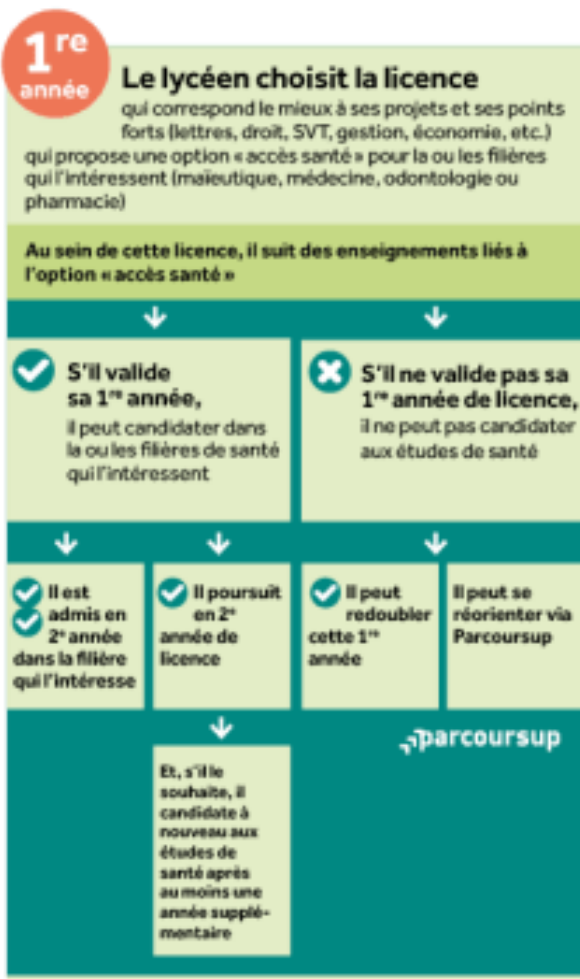 1re
année
Le lycéen choisit la licence
qui correspond le mieux à ses projets et ses points
forts (lettres, droit, SVT, gestion, économie, etc.)
qui propose une option « accès santé » pour la ou les filières
qui l'intéressent (maïeutique, médecine, odontologie ou
pharmacie)
Au sein de cette licence, il suit des enseignements liés à
l'option « accès santé »
S'il valide
sa 1re année,
il peut candidater dans
la ou les filières de santé
qui l'intéressent
S'il ne valide pas sa
1re année de licence,
il ne peut pas candidater
aux études de santé
Il est
admis en
2e année
dans la filière
qui l'intéresse
Il poursuit
en 2e
année de
licence
Il peut
redoubler
cette 1re
année
Il peut se
réorienter via
Parcoursup
parcoursup
Et, s'il le
souhaite, il
candidate à
nouveau aux
études de
santé après
au moins une
année supplé-
mentaire